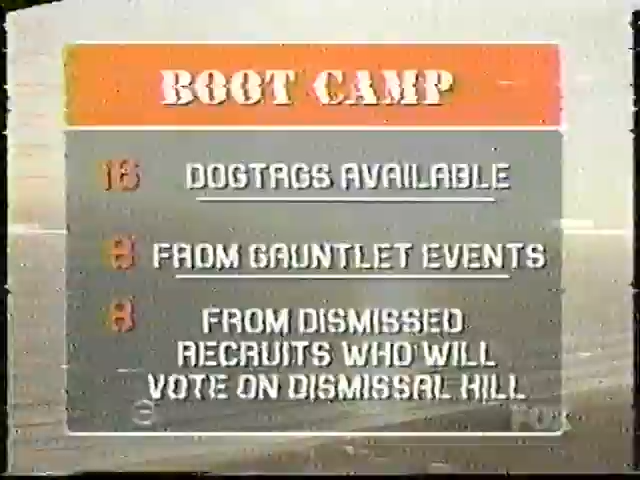 BOOT CAMP
16 DOGTAGS AVAILABLE
8 FROM GAUNTLET EVENTS
8 FROM DISMISSED
RECRUITS WHO WILL
VOTE ON DISMISSAL HILL
FOX